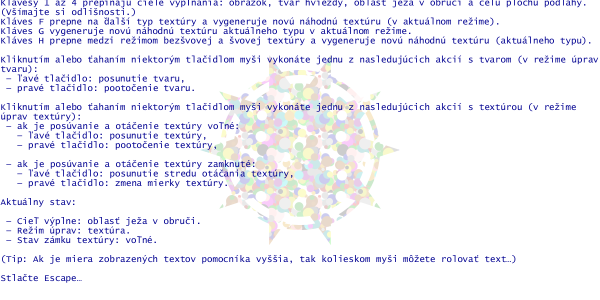 Klávesy 1 až 4 prepínajú ciele vypĺňania: obrázok, tvar hviezdy, oblasť ježa v obruči a celú plochu podlahy.
(Všímajte si odlišnosti.)
Kláves F prepne na ďalší typ textúry a vygeneruje novú náhodnú textúru (v aktuálnom režime).
Kláves G vygeneruje novú náhodnú textúru aktuálneho typu v aktuálnom režime.
Kláves H prepne medzi režimom bezšvovej a švovej textúry a vygeneruje novú náhodnú textúru (aktuálneho typu).
Kliknutím alebo ťahaním niektorým tlačidlom myši vykonáte jednu z nasledujúcich akcií s tvarom (v režime úprav
tvaru):
– ľavé tlačidlo: posunutie tvaru,
– pravé tlačidlo: pootočenie tvaru.
Kliknutím alebo ťahaním niektorým tlačidlom myši vykonáte jednu z nasledujúcich akcií s textúrou (v režime
úprav textúry):
– ak je posúvanie a otáčenie textúry voľné:
– ľavé tlačidlo: posunutie textúry,
– pravé tlačidlo: pootočenie textúry,
– ak je posúvanie a otáčenie textúry zamknuté:
– ľavé tlačidlo: posunutie stredu otáčania textúry,
– pravé tlačidlo: zmena mierky textúry.
Aktuálny stav:
– Cieľ výplne: oblasť ježa v obruči.
– Režim úprav: textúra.
– Stav zámku textúry: voľné.
(Tip: Ak je miera zobrazených textov pomocníka vyššia, tak kolieskom myši môžete rolovať text…)
Stlačte Escape…